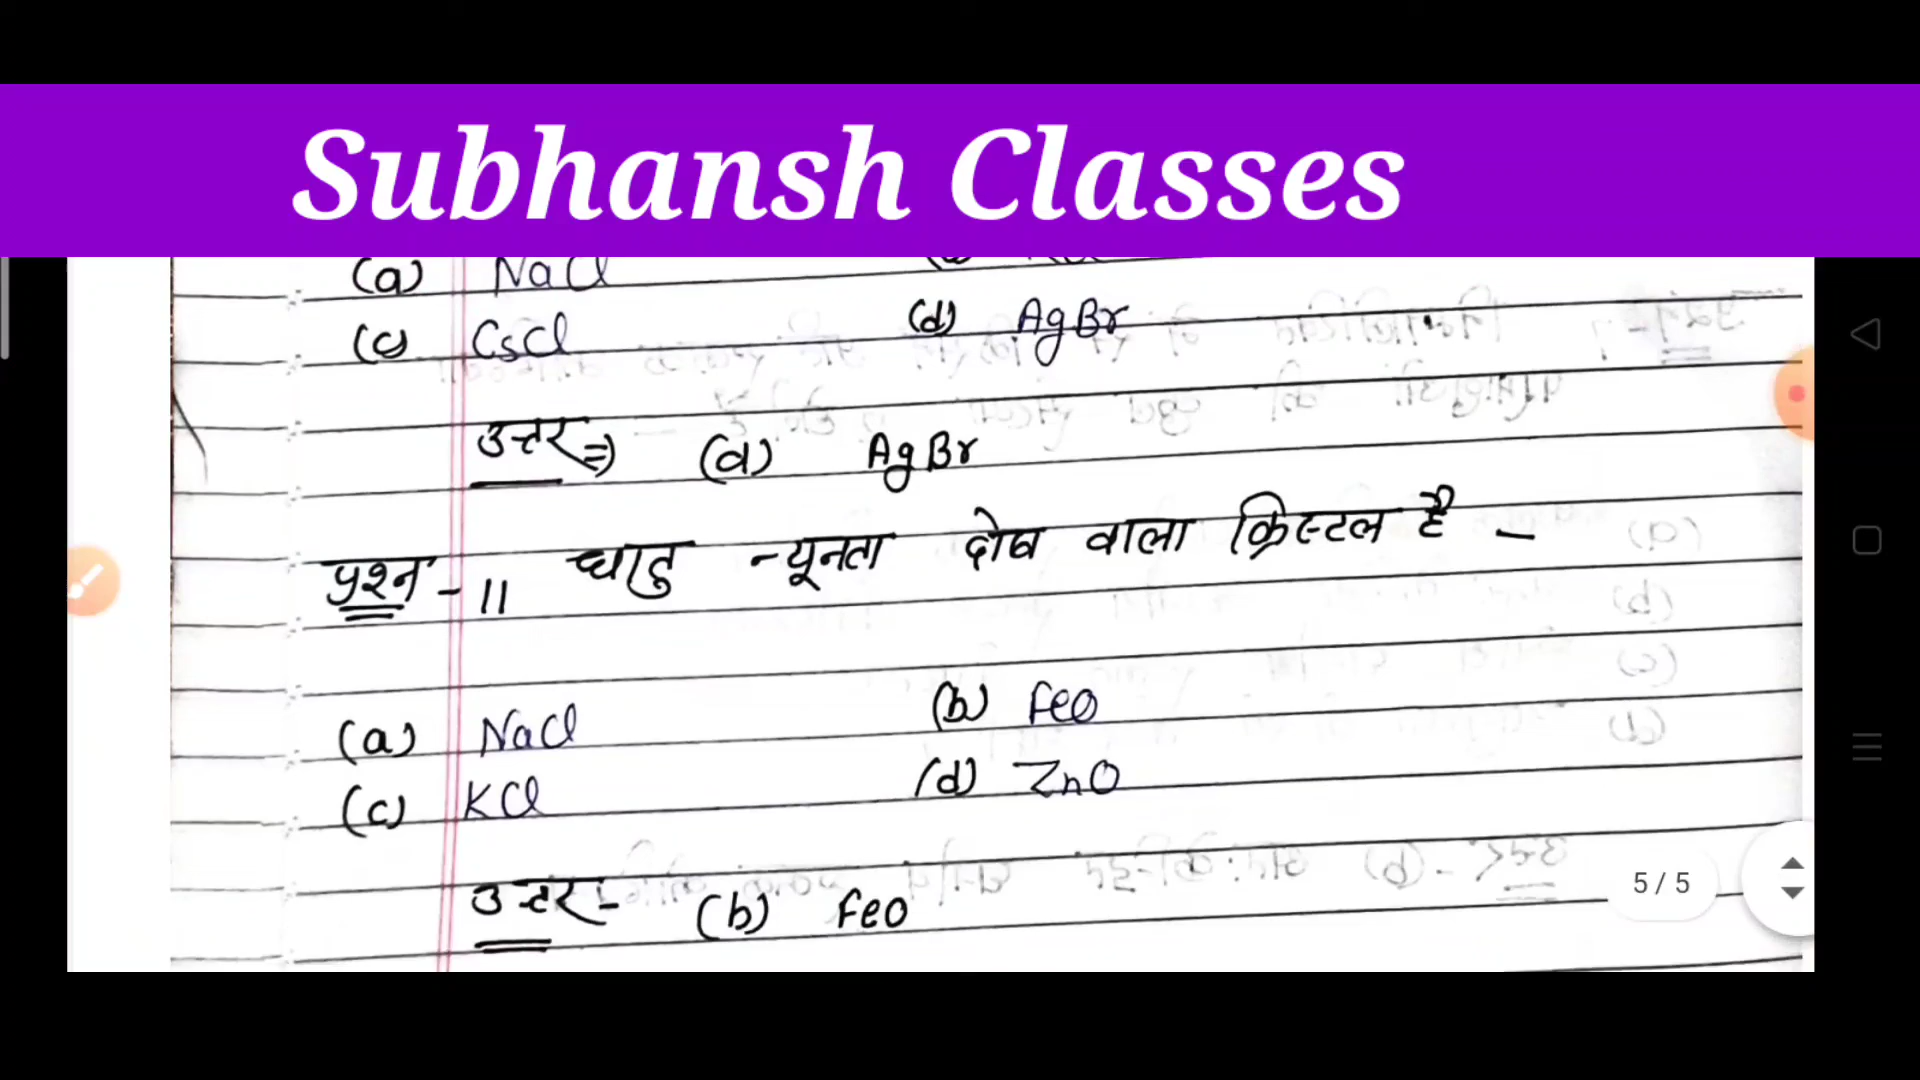 Subhansh Classes
(a) NaCl
(c) CsCl (d) AgBr
उत्तर ⇒ (d) AgBr
प्रश्न - 11 धातु न्यूनता दोष वाला क्रिस्टल है -
(a) NaCl (b) FeO
(c) KCl (d) ZnO
उत्तर - (b) FeO
5 / 5